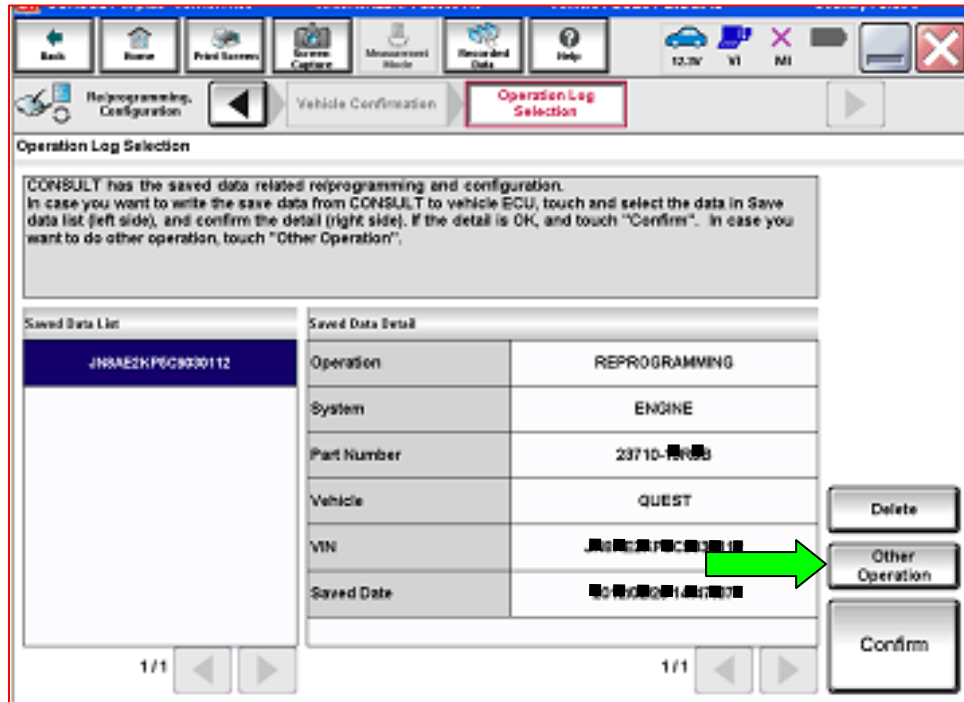 Back
Home
Print Screen
Screen Capture
Measurement Mode
Recorded Data
Help
12.3V
VI
MI
Re/programming, Configuration
Vehicle Confirmation
Operation Log Selection
Operation Log Selection
CONSULT has the saved data related re/programming and configuration.
In case you want to write the save data from CONSULT to vehicle ECU, touch and select the data in Save
data list (left side), and confirm the detail (right side). If the detail is OK, and touch "Confirm". In case you
want to do other operation, touch "Other Operation".
Saved Data List
Saved Data Detail
Operation
REPROGRAMMING
System
ENGINE
Part Number
23710-
Vehicle
QUEST
VIN
Saved Date
Delete
Other
Operation
Confirm
1/1
1/1